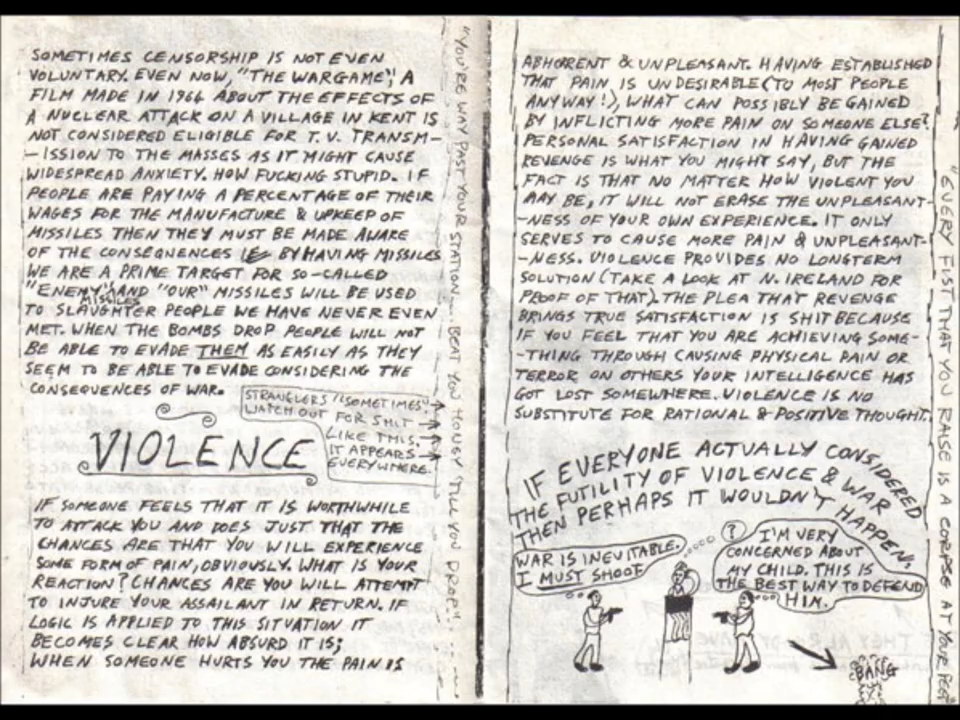 SOMETIMES CENSORSHIP IS NOT EVEN
VOLUNTARY. EVEN NOW, "THE WARGAME", A
FILM MADE IN 1964 ABOUT THE EFFECTS OF
A NUCLEAR ATTACK ON A VILLAGE IN KENT IS
NOT CONSIDERED ELIGIBLE FOR T.V. TRANSM-
-ISSION TO THE MASSES AS IT MIGHT CAUSE
WIDESPREAD ANXIETY. HOW FUCKING STUPID. IF
PEOPLE ARE PAYING A PERCENTAGE OF THEIR
WAGES FOR THE MANUFACTURE & UPKEEP OF
MISSILES THEN THEY MUST BE MADE AWARE
OF THE CONSEQUENCES BY HAVING MISSILES
WE ARE A PRIME TARGET FOR SO-CALLED
"ENEMY" MISSILES AND "OUR" MISSILES WILL BE USED
TO SLAUGHTER PEOPLE WE HAVE NEVER EVEN
MET. WHEN THE BOMBS DROP PEOPLE WILL NOT
BE ABLE TO EVADE THEM AS EASILY AS THEY
SEEM TO BE ABLE TO EVADE CONSIDERING THE
CONSEQUENCES OF WAR.
STRANGLERS "SOMETIMES".
WATCH OUT FOR SHIT
LIKE THIS.
IT APPEARS
EVERYWHERE.
VIOLENCE
IF SOMEONE FEELS THAT IT IS WORTHWHILE
TO ATTACK YOU AND DOES JUST THAT THE
CHANCES ARE THAT YOU WILL EXPERIENCE
SOME FORM OF PAIN, OBVIOUSLY. WHAT IS YOUR
REACTION? CHANCES ARE YOU WILL ATTEMPT
TO INJURE YOUR ASSAILANT IN RETURN. IF
LOGIC IS APPLIED TO THIS SITUATION IT
BECOMES CLEAR HOW ABSURD IT IS;
WHEN SOMEONE HURTS YOU THE PAIN IS
"YOU'RE WAY PAST YOUR STATION... BEAT YOU HONEY TILL YOU DROP."
ABHORRENT & UNPLEASANT. HAVING ESTABLISHED
THAT PAIN IS UNDESIRABLE (TO MOST PEOPLE
ANYWAY!), WHAT CAN POSSIBLY BE GAINED
BY INFLICTING MORE PAIN ON SOMEONE ELSE?
PERSONAL SATISFACTION IN HAVING GAINED
REVENGE IS WHAT YOU MIGHT SAY, BUT THE
FACT IS THAT NO MATTER HOW VIOLENT YOU
MAY BE, IT WILL NOT ERASE THE UNPLEASANT-
-NESS OF YOUR OWN EXPERIENCE. IT ONLY
SERVES TO CAUSE MORE PAIN & UNPLEASANT-
-NESS. VIOLENCE PROVIDES NO LONGTERM
SOLUTION (TAKE A LOOK AT N. IRELAND FOR
PROOF OF THAT). THE PLEA THAT REVENGE
BRINGS TRUE SATISFACTION IS SHIT BECAUSE
IF YOU FEEL THAT YOU ARE ACHIEVING SOME-
-THING THROUGH CAUSING PHYSICAL PAIN OR
TERROR ON OTHERS YOUR INTELLIGENCE HAS
GOT LOST SOMEWHERE. VIOLENCE IS NO
SUBSTITUTE FOR RATIONAL & POSITIVE THOUGHT.
IF EVERYONE ACTUALLY CONSIDERED
THE FUTILITY OF VIOLENCE & WAR
THEN PERHAPS IT WOULDN'T HAPPEN.
WAR IS INEVITABLE.
I MUST SHOOT
?
I'M VERY
CONCERNED ABOUT
MY CHILD. THIS IS
THE BEST WAY TO DEFEND
HIM.
BANG
"EVERY FIST THAT YOU RAISE IS A CORPSE AT YOUR FEET